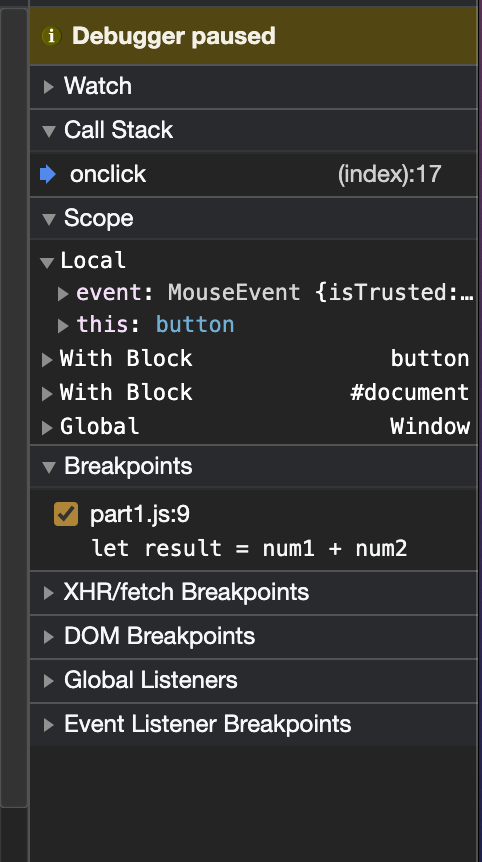 Debugger paused
Watch
Call Stack
onclick (index):17
Scope
Local
event: MouseEvent {isTrusted:…
this: button
With Block button
With Block #document
Global Window
Breakpoints
part1.js:9
let result = num1 + num2
XHR/fetch Breakpoints
DOM Breakpoints
Global Listeners
Event Listener Breakpoints